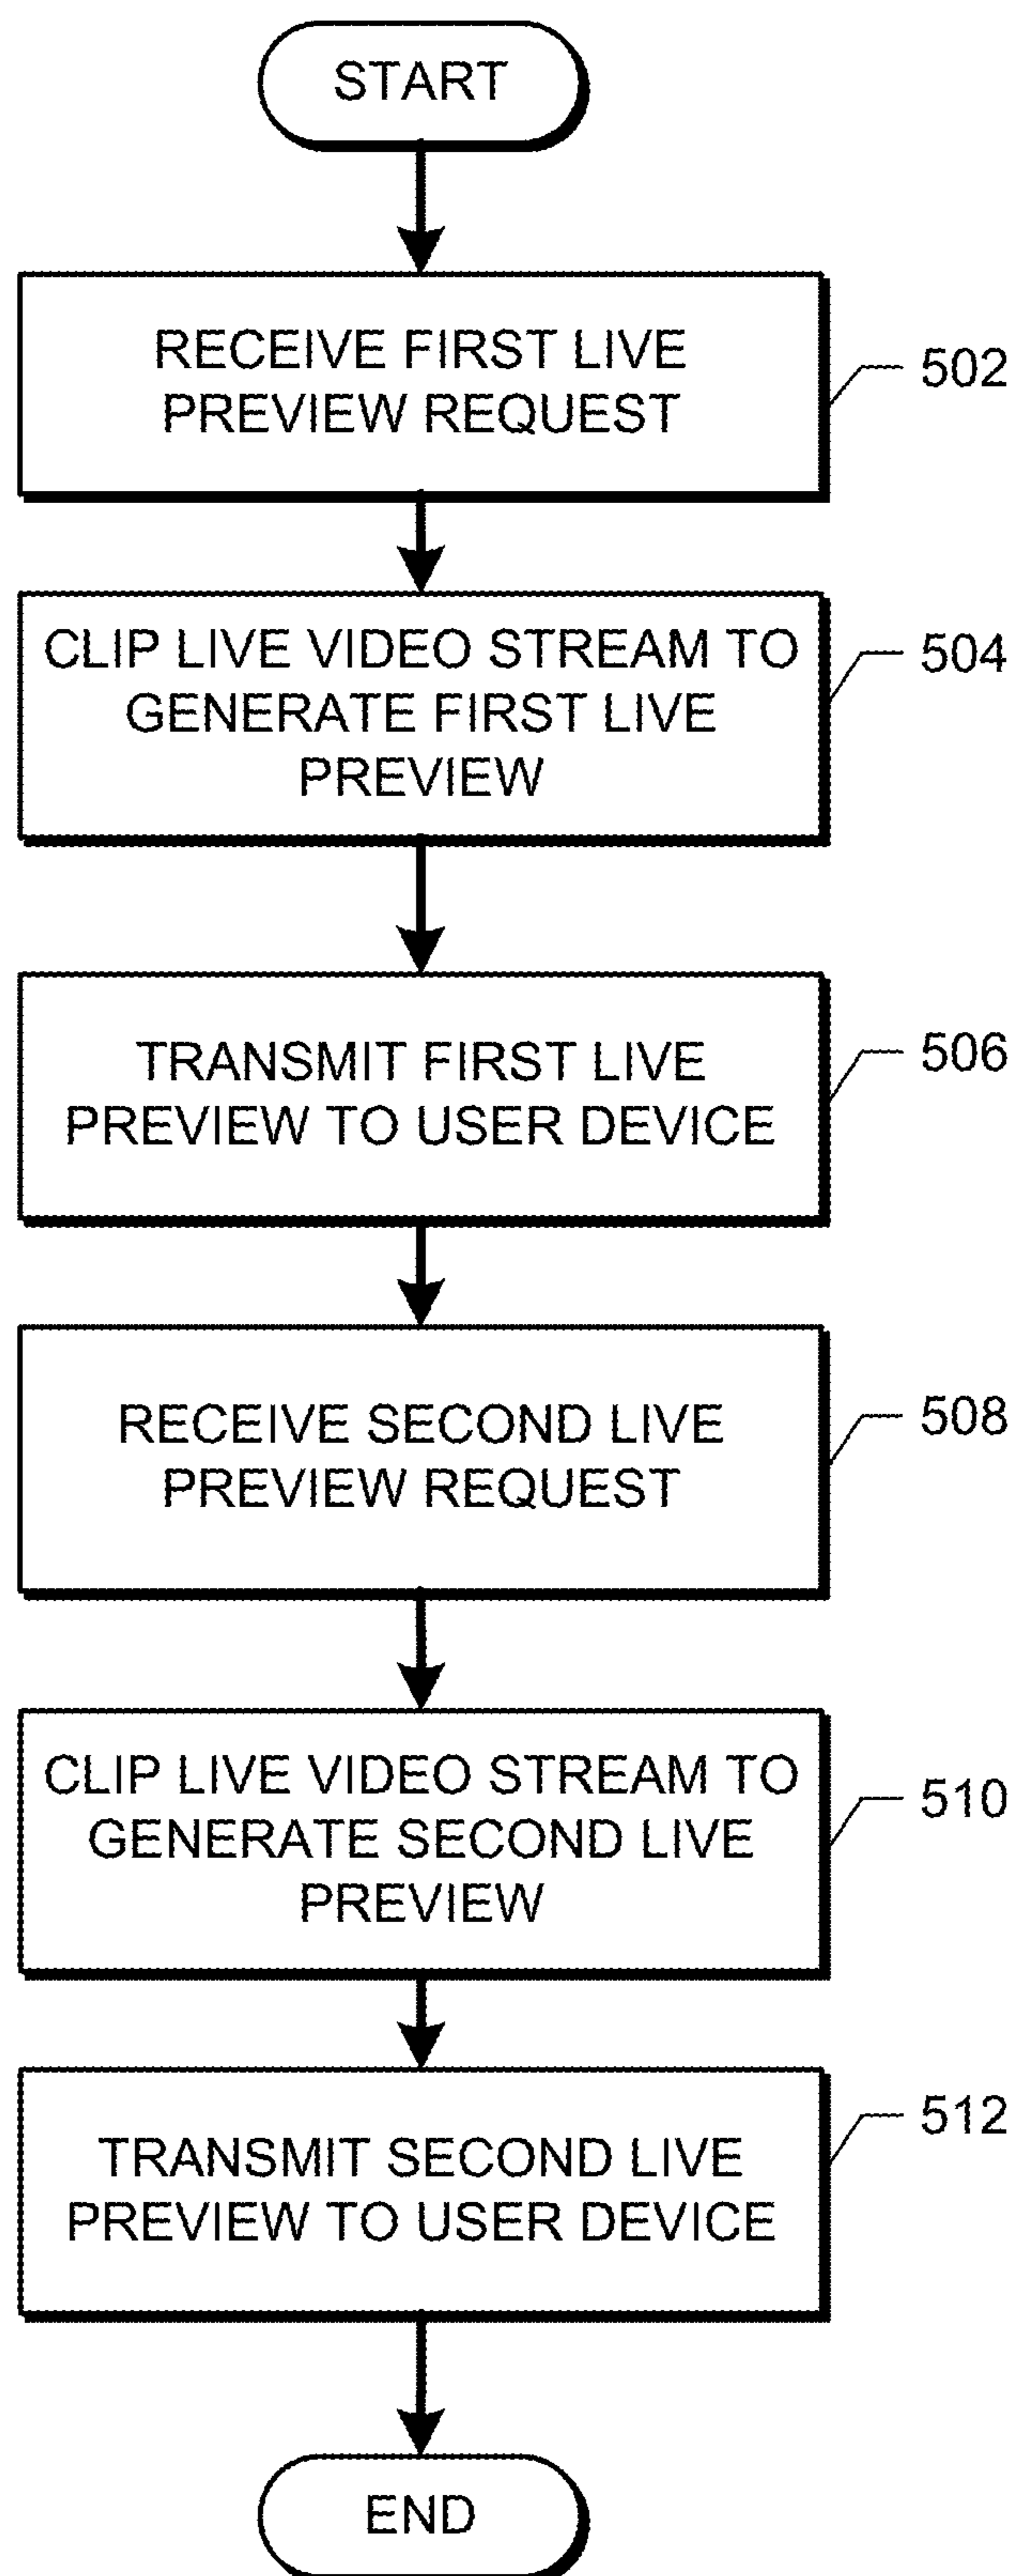 START
RECEIVE FIRST LIVE
PREVIEW REQUEST
502
CLIP LIVE VIDEO STREAM TO
GENERATE FIRST LIVE
PREVIEW
504
TRANSMIT FIRST LIVE
PREVIEW TO USER DEVICE
506
RECEIVE SECOND LIVE
PREVIEW REQUEST
508
CLIP LIVE VIDEO STREAM TO
GENERATE SECOND LIVE
PREVIEW
510
TRANSMIT SECOND LIVE
PREVIEW TO USER DEVICE
512
END